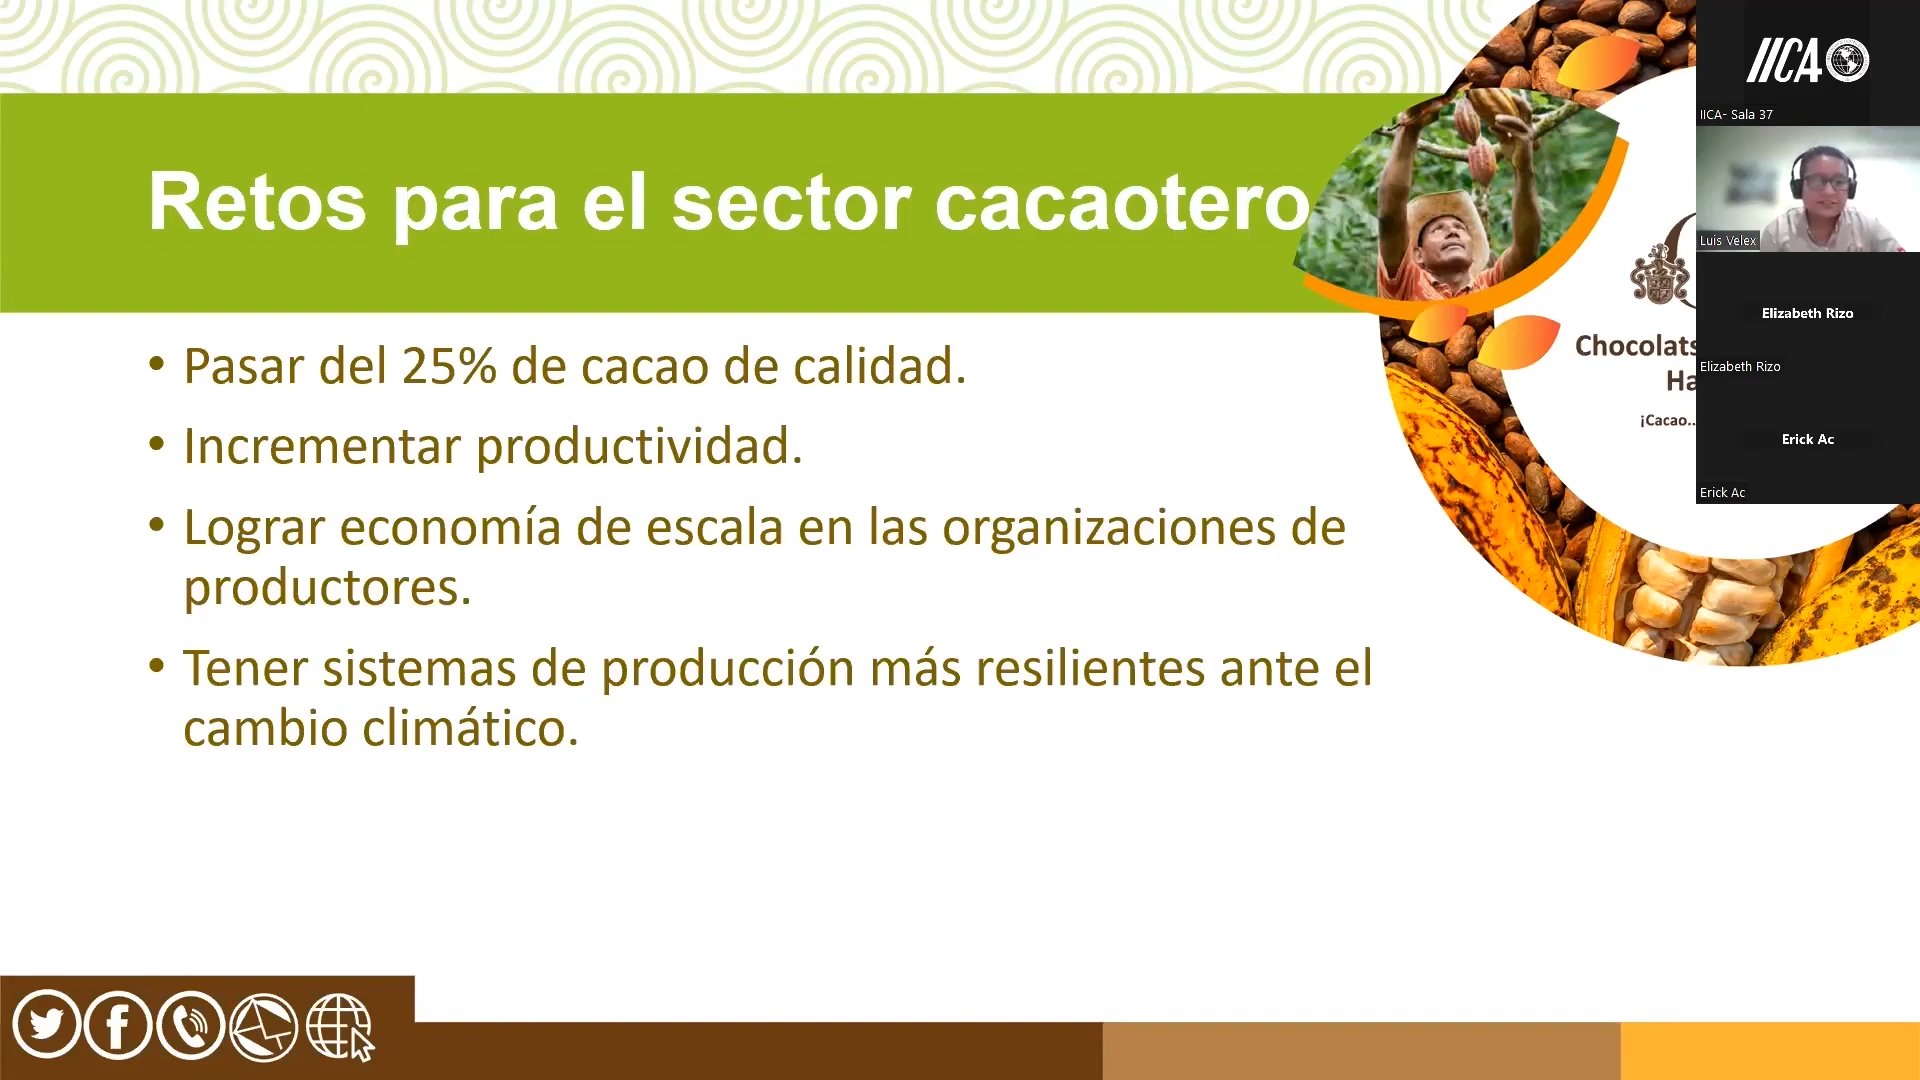 Retos para el sector cacaotero
• Pasar del 25% de cacao de calidad.
• Incrementar productividad.
• Lograr economía de escala en las organizaciones de
productores.
• Tener sistemas de producción más resilientes ante el
cambio climático.
Chocolats
Ha
¡Cacao..
IICA
IICA- Sala 37
Luis Velex
Elizabeth Rizo
Elizabeth Rizo
Erick Ac
Erick Ac